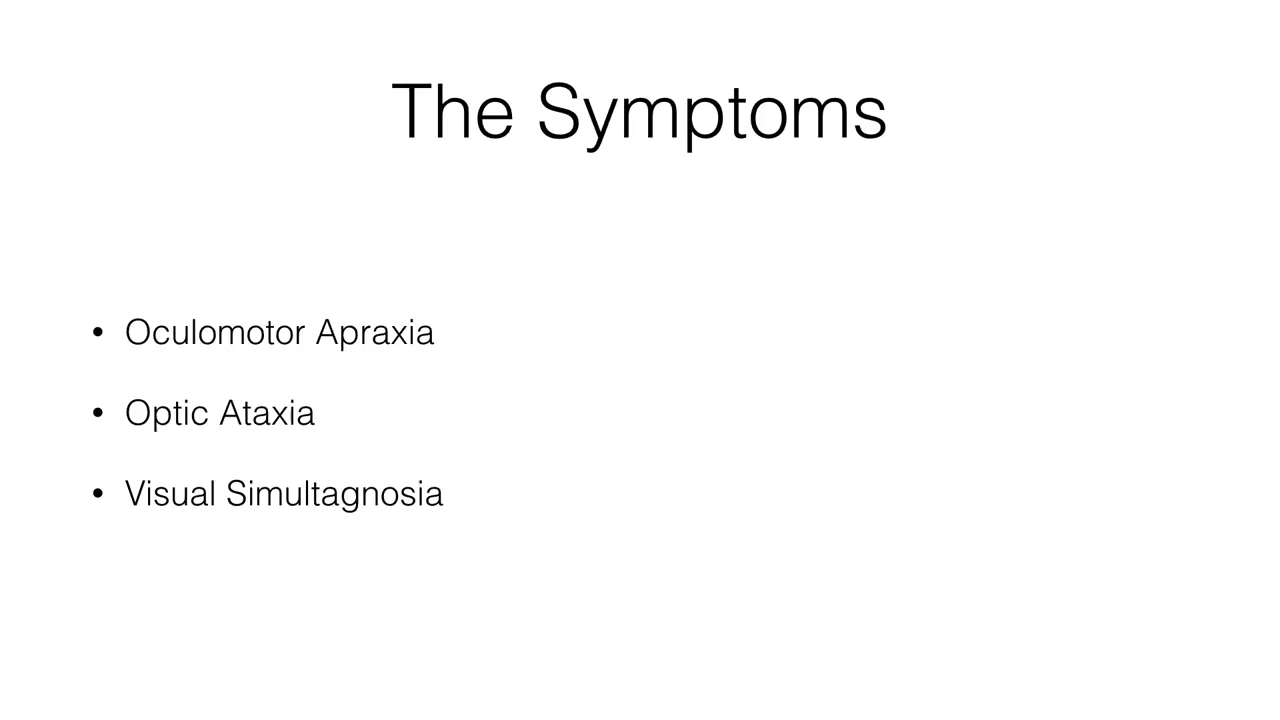 The Symptoms
• Oculomotor Apraxia
• Optic Ataxia
• Visual Simultagnosia